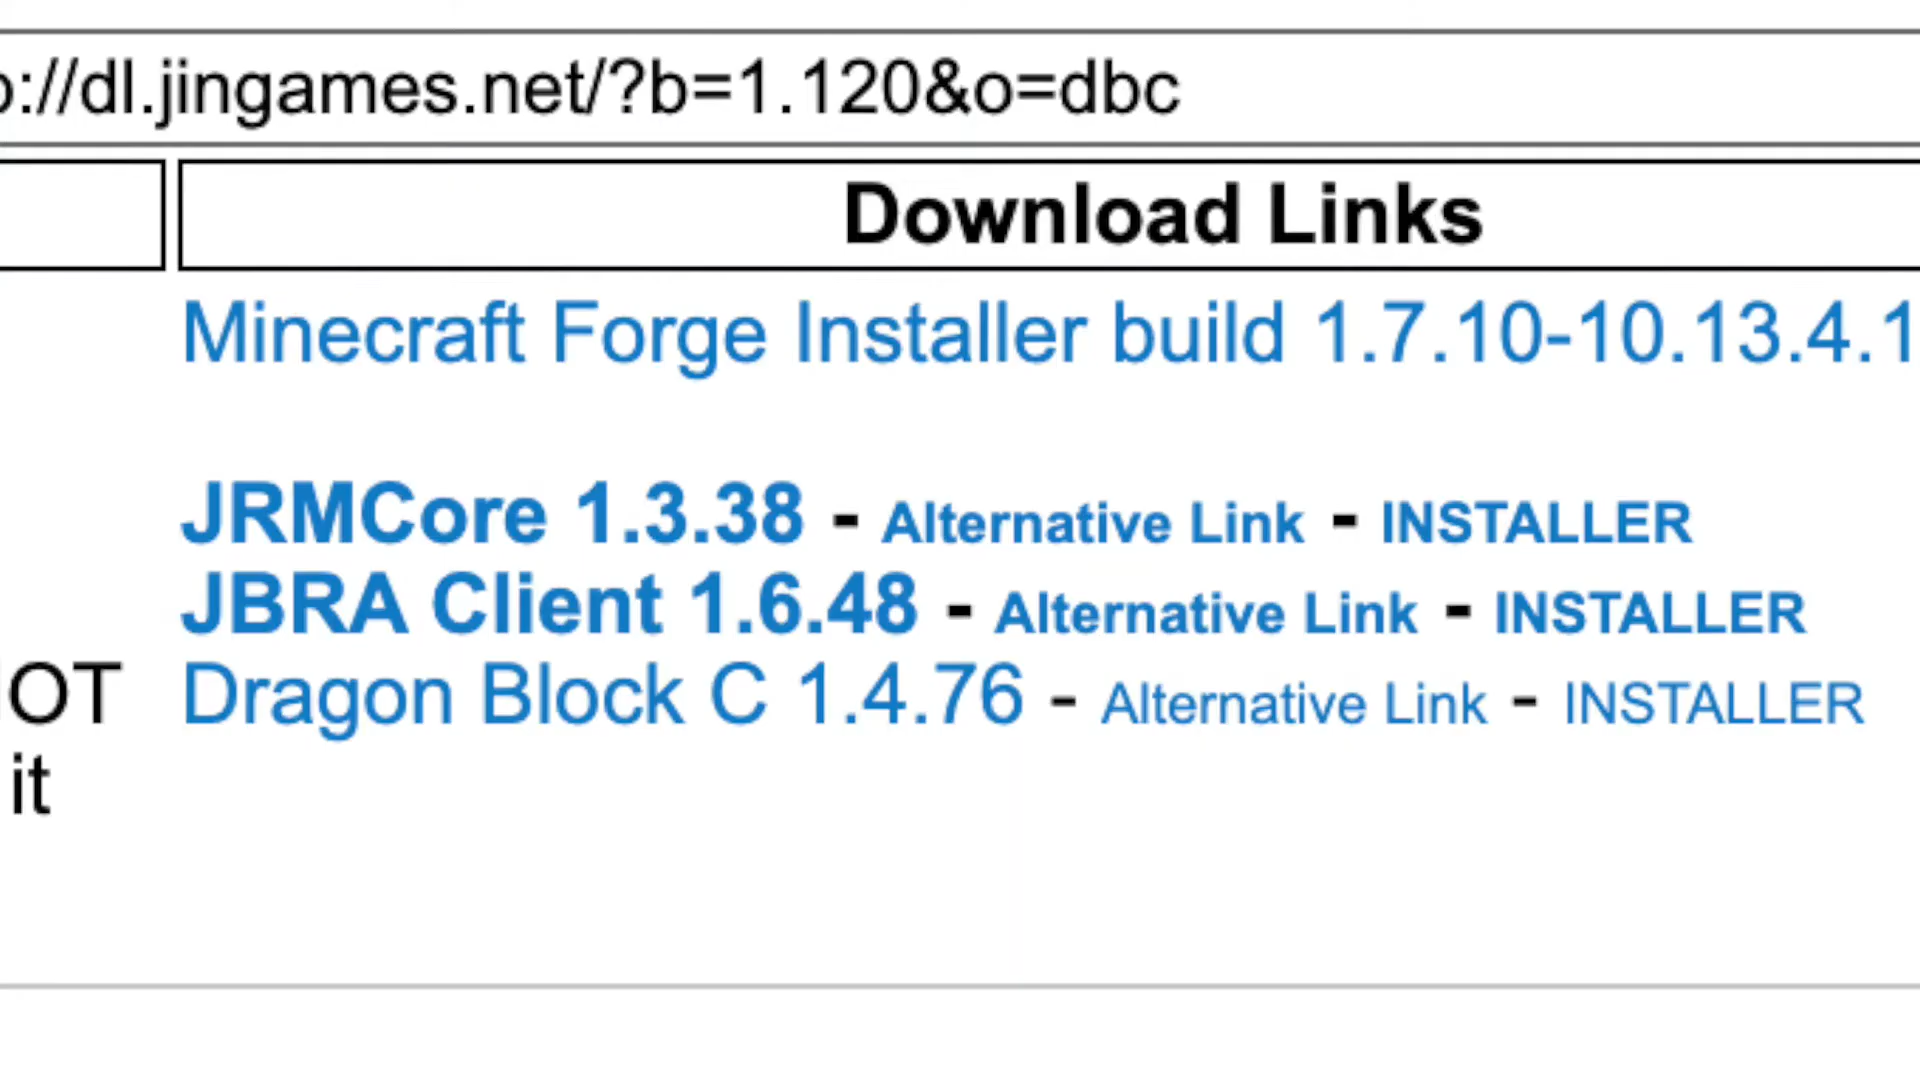 ://dl.jingames.net/?b=1.120&o=dbc
Download Links
Minecraft Forge Installer build 1.7.10-10.13.4.1
JRMCore 1.3.38 - Alternative Link - INSTALLER
JBRA Client 1.6.48 - Alternative Link - INSTALLER
OT Dragon Block C 1.4.76 - Alternative Link - INSTALLER
it